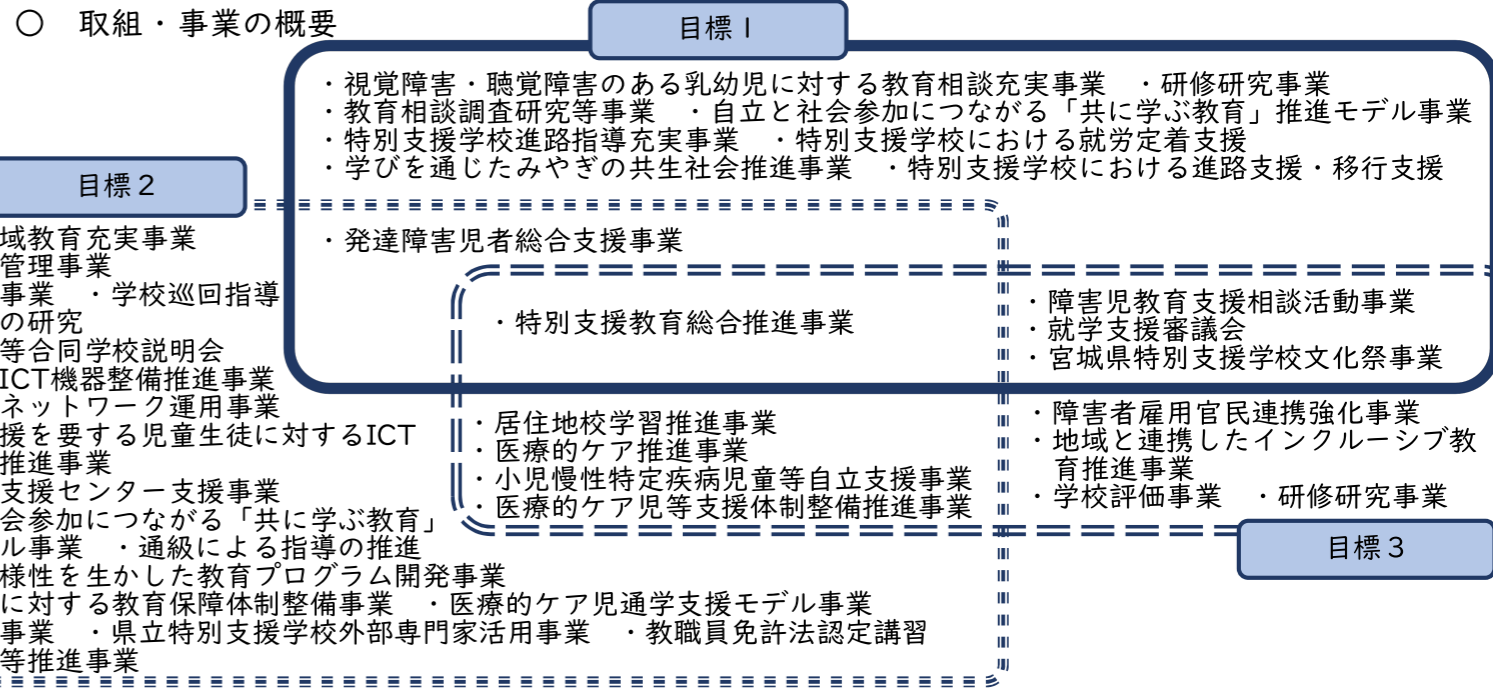 ○ 取組・事業の概要
目標1
・視覚障害・聴覚障害のある乳幼児に対する教育相談充実事業 ・研修研究事業
・教育相談調査研究等事業 ・自立と社会参加につながる「共に学ぶ教育」推進モデル事業
・特別支援学校進路指導充実事業 ・特別支援学校における就労定着支援
・学びを通じたみやぎの共生社会推進事業 ・特別支援学校における進路支援・移行支援
目標2
域教育充実事業
管理事業
事業 ・学校巡回指導
の研究
等合同学校説明会
ICT機器整備推進事業
ネットワーク運用事業
援を要する児童生徒に対するICT
推進事業
支援センター支援事業
会参加につながる「共に学ぶ教育」
ル事業 ・通級による指導の推進
様性を生かした教育プログラム開発事業
に対する教育保障体制整備事業 ・医療的ケア児通学支援モデル事業
事業 ・県立特別支援学校外部専門家活用事業 ・教職員免許法認定講習
等推進事業
・発達障害児者総合支援事業
・特別支援教育総合推進事業
・障害児教育支援相談活動事業
・就学支援審議会
・宮城県特別支援学校文化祭事業
・居住地校学習推進事業
・医療的ケア推進事業
・小児慢性特定疾病児童等自立支援事業
・医療的ケア児等支援体制整備推進事業
・障害者雇用官民連携強化事業
・地域と連携したインクルーシブ教
育推進事業
・学校評価事業 ・研修研究事業
目標3